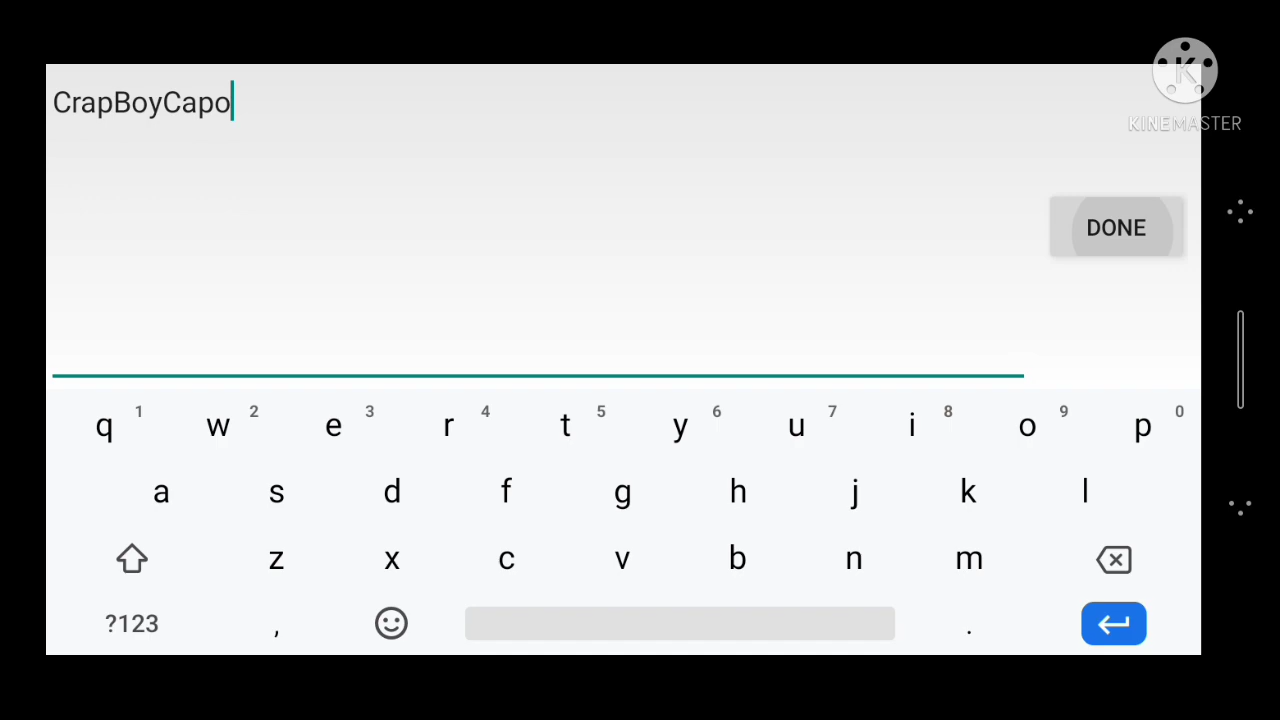 CrapBoyCapo
K
KINEMASTER
DONE
q 1 w 2 e 3 r 4 t 5 y 6 u 7 i 8 o 9 p 0
a s d f g h j k l
z x c v b n m
?123 , .